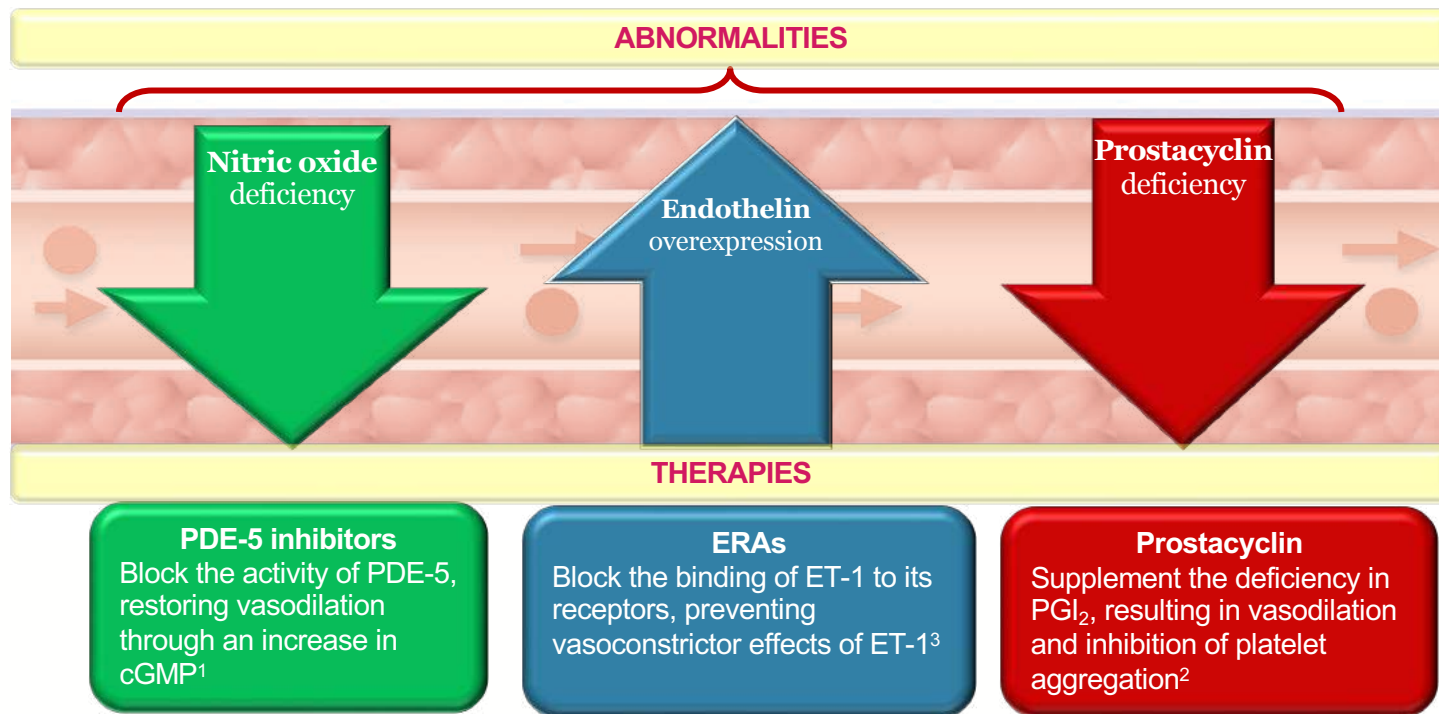 ABNORMALITIES
Nitric oxide
deficiency
Endothelin
overexpression
Prostacyclin
deficiency
THERAPIES
PDE-5 inhibitors
Block the activity of PDE-5,
restoring vasodilation
through an increase in
cGMP¹
ERAs
Block the binding of ET-1 to its
receptors, preventing
vasoconstrictor effects of ET-1³
Prostacyclin
Supplement the deficiency in
PGI₂, resulting in vasodilation
and inhibition of platelet
aggregation²